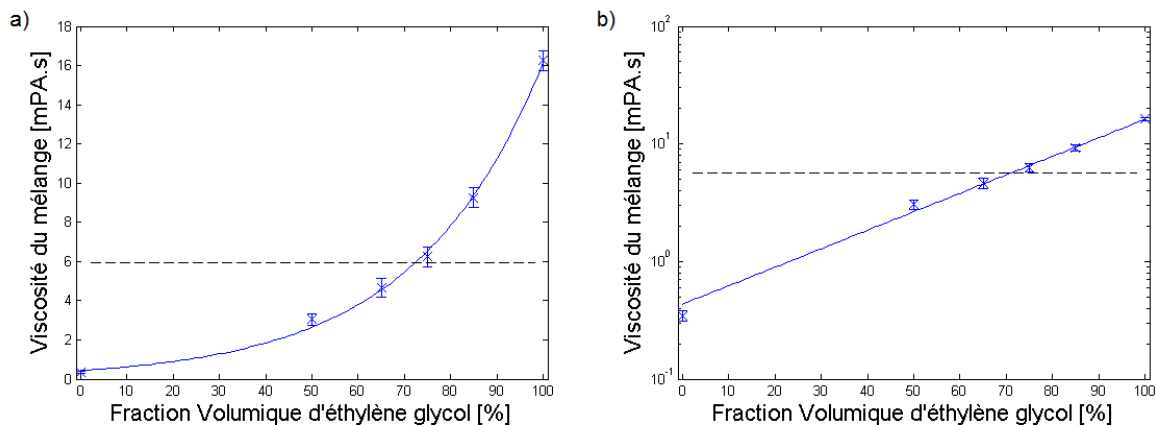 a)
18
16
14
12
10
8
6
4
2
0
Viscosité du mélange [mPA.s]
0 10 20 30 40 50 60 70 80 90 100
Fraction Volumique d'éthylène glycol [%]
b)
10^2
10^1
10^0
10^-1
Viscosité du mélange [mPA.s]
0 10 20 30 40 50 60 70 80 90 100
Fraction Volumique d'éthylène glycol [%]